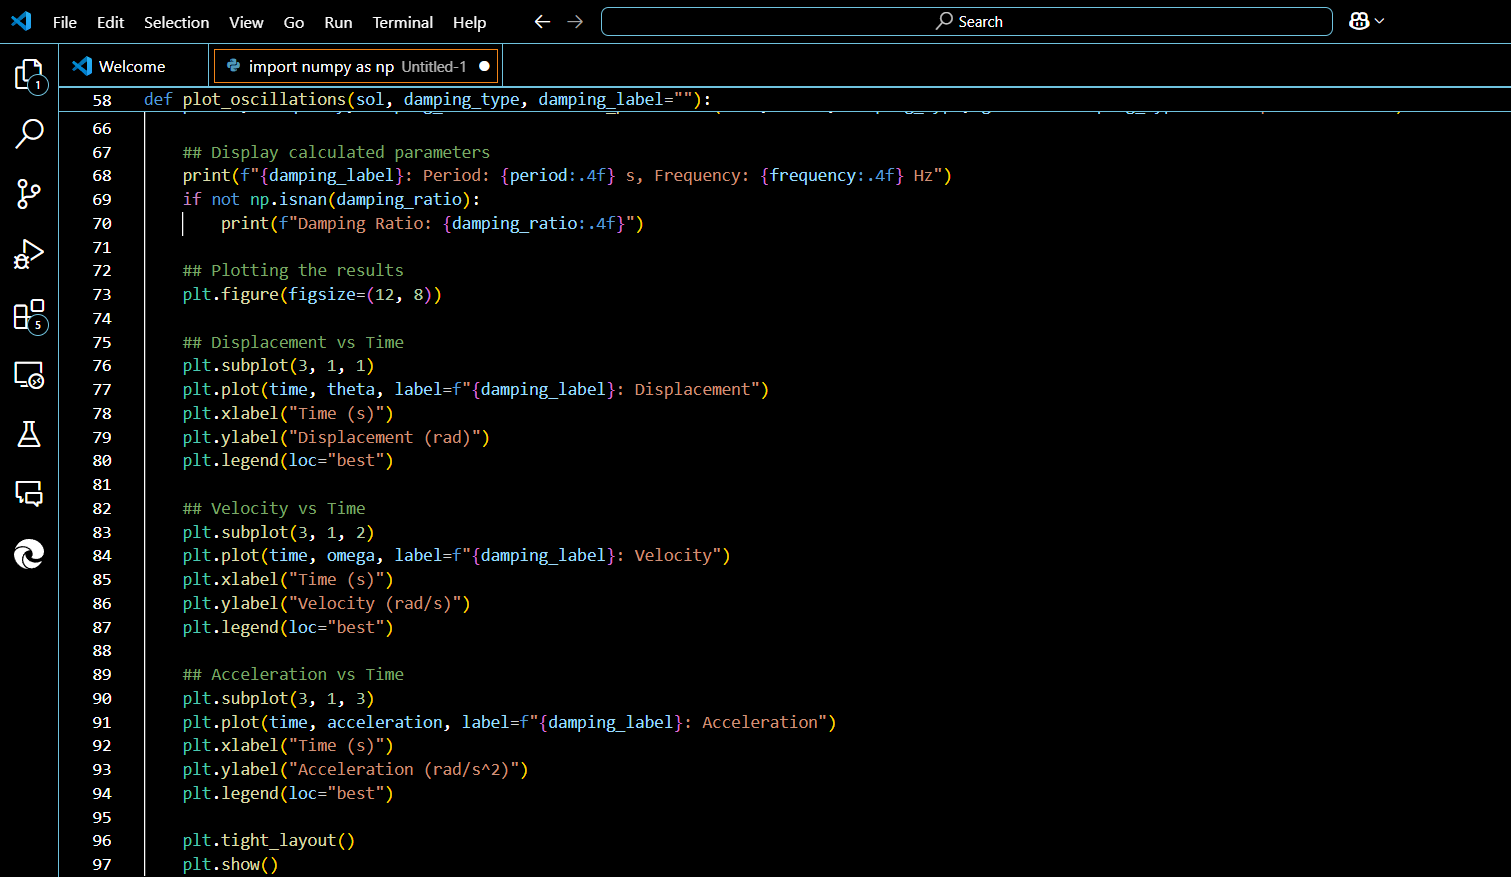 File Edit Selection View Go Run Terminal Help Search
Welcome import numpy as np Untitled-1
58 def plot_oscillations(sol, damping_type, damping_label=""):
66
67 ## Display calculated parameters
68 print(f"{damping_label}: Period: {period:.4f} s, Frequency: {frequency:.4f} Hz")
69 if not np.isnan(damping_ratio):
70 print(f"Damping Ratio: {damping_ratio:.4f}")
71
72 ## Plotting the results
73 plt.figure(figsize=(12, 8))
74
75 ## Displacement vs Time
76 plt.subplot(3, 1, 1)
77 plt.plot(time, theta, label=f"{damping_label}: Displacement")
78 plt.xlabel("Time (s)")
79 plt.ylabel("Displacement (rad)")
80 plt.legend(loc="best")
81
82 ## Velocity vs Time
83 plt.subplot(3, 1, 2)
84 plt.plot(time, omega, label=f"{damping_label}: Velocity")
85 plt.xlabel("Time (s)")
86 plt.ylabel("Velocity (rad/s)")
87 plt.legend(loc="best")
88
89 ## Acceleration vs Time
90 plt.subplot(3, 1, 3)
91 plt.plot(time, acceleration, label=f"{damping_label}: Acceleration")
92 plt.xlabel("Time (s)")
93 plt.ylabel("Acceleration (rad/s^2)")
94 plt.legend(loc="best")
95
96 plt.tight_layout()
97 plt.show()
1
5